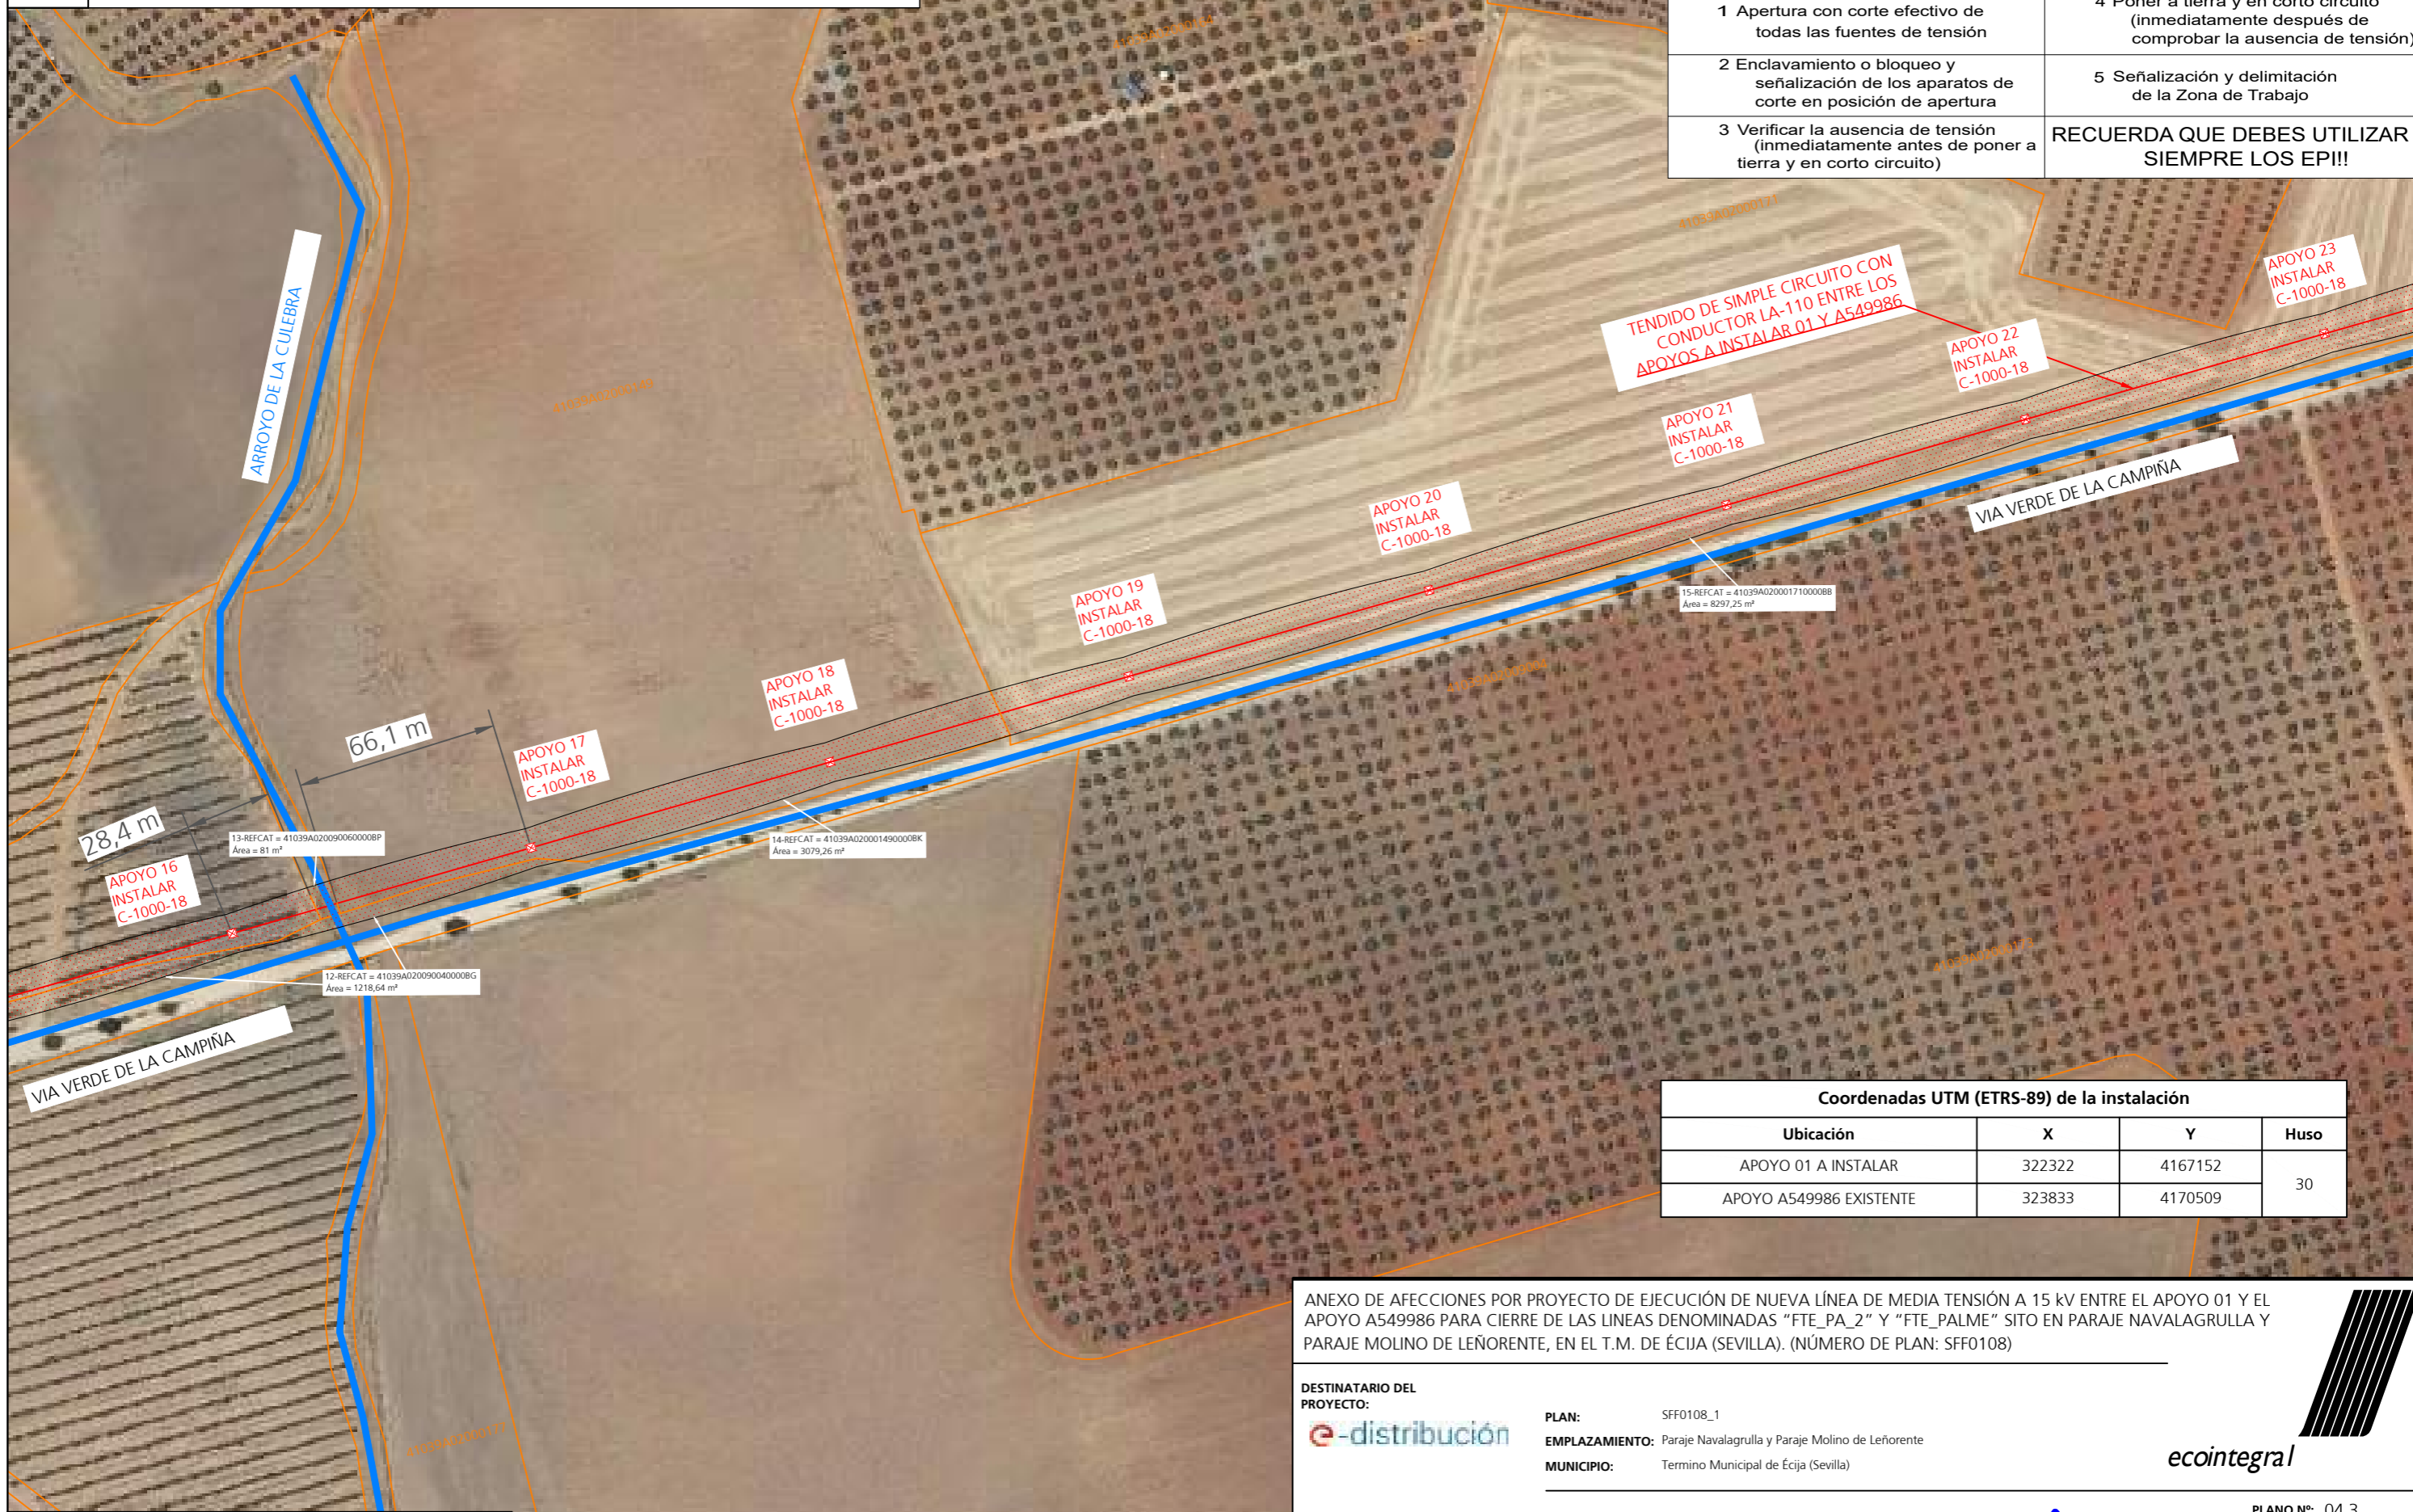 1 Apertura con corte efectivo de
todas las fuentes de tensión
4 Poner a tierra y en corto circuito
(inmediatamente después de
comprobar la ausencia de tensión)
2 Enclavamiento o bloqueo y
señalización de los aparatos de
corte en posición de apertura
5 Señalización y delimitación
de la Zona de Trabajo
3 Verificar la ausencia de tensión
(inmediatamente antes de poner a
tierra y en corto circuito)
RECUERDA QUE DEBES UTILIZAR
SIEMPRE LOS EPI!!
ARROYO DE LA CULEBRA
TENDIDO DE SIMPLE CIRCUITO CON
CONDUCTOR LA-110 ENTRE LOS
APOYOS A INSTALAR 01 Y A549986
APOYO 23
INSTALAR
C-1000-18
APOYO 22
INSTALAR
C-1000-18
APOYO 21
INSTALAR
C-1000-18
APOYO 20
INSTALAR
C-1000-18
APOYO 19
INSTALAR
C-1000-18
APOYO 18
INSTALAR
C-1000-18
APOYO 17
INSTALAR
C-1000-18
APOYO 16
INSTALAR
C-1000-18
66,1 m
28,4 m
VIA VERDE DE LA CAMPIÑA
15-REFCAT = 41039A020001710000BB
Área = 8297,25 m²
13-REFCAT = 41039A020090060000BP
Área = 81 m²
14-REFCAT = 41039A020001490000BK
Área = 3079,26 m²
12-REFCAT = 41039A020090040000BG
Área = 1218,64 m²
VIA VERDE DE LA CAMPIÑA
41039A02000171
Coordenadas UTM (ETRS-89) de la instalación
Ubicación X Y Huso
APOYO 01 A INSTALAR 322322 4167152 30
APOYO A549986 EXISTENTE 323833 4170509
ANEXO DE AFECCIONES POR PROYECTO DE EJECUCIÓN DE NUEVA LÍNEA DE MEDIA TENSIÓN A 15 kV ENTRE EL APOYO 01 Y EL
APOYO A549986 PARA CIERRE DE LAS LINEAS DENOMINADAS “FTE_PA_2” Y “FTE_PALME” SITO EN PARAJE NAVALAGRULLA Y
PARAJE MOLINO DE LEÑORENTE, EN EL T.M. DE ÉCIJA (SEVILLA). (NÚMERO DE PLAN: SFF0108)
DESTINATARIO DEL
PROYECTO:
e-distribución
PLAN: SFF0108_1
EMPLAZAMIENTO: Paraje Navalagrulla y Paraje Molino de Leñorente
MUNICIPIO: Termino Municipal de Écija (Sevilla)
ecointegral
PLANO Nº: 04.3